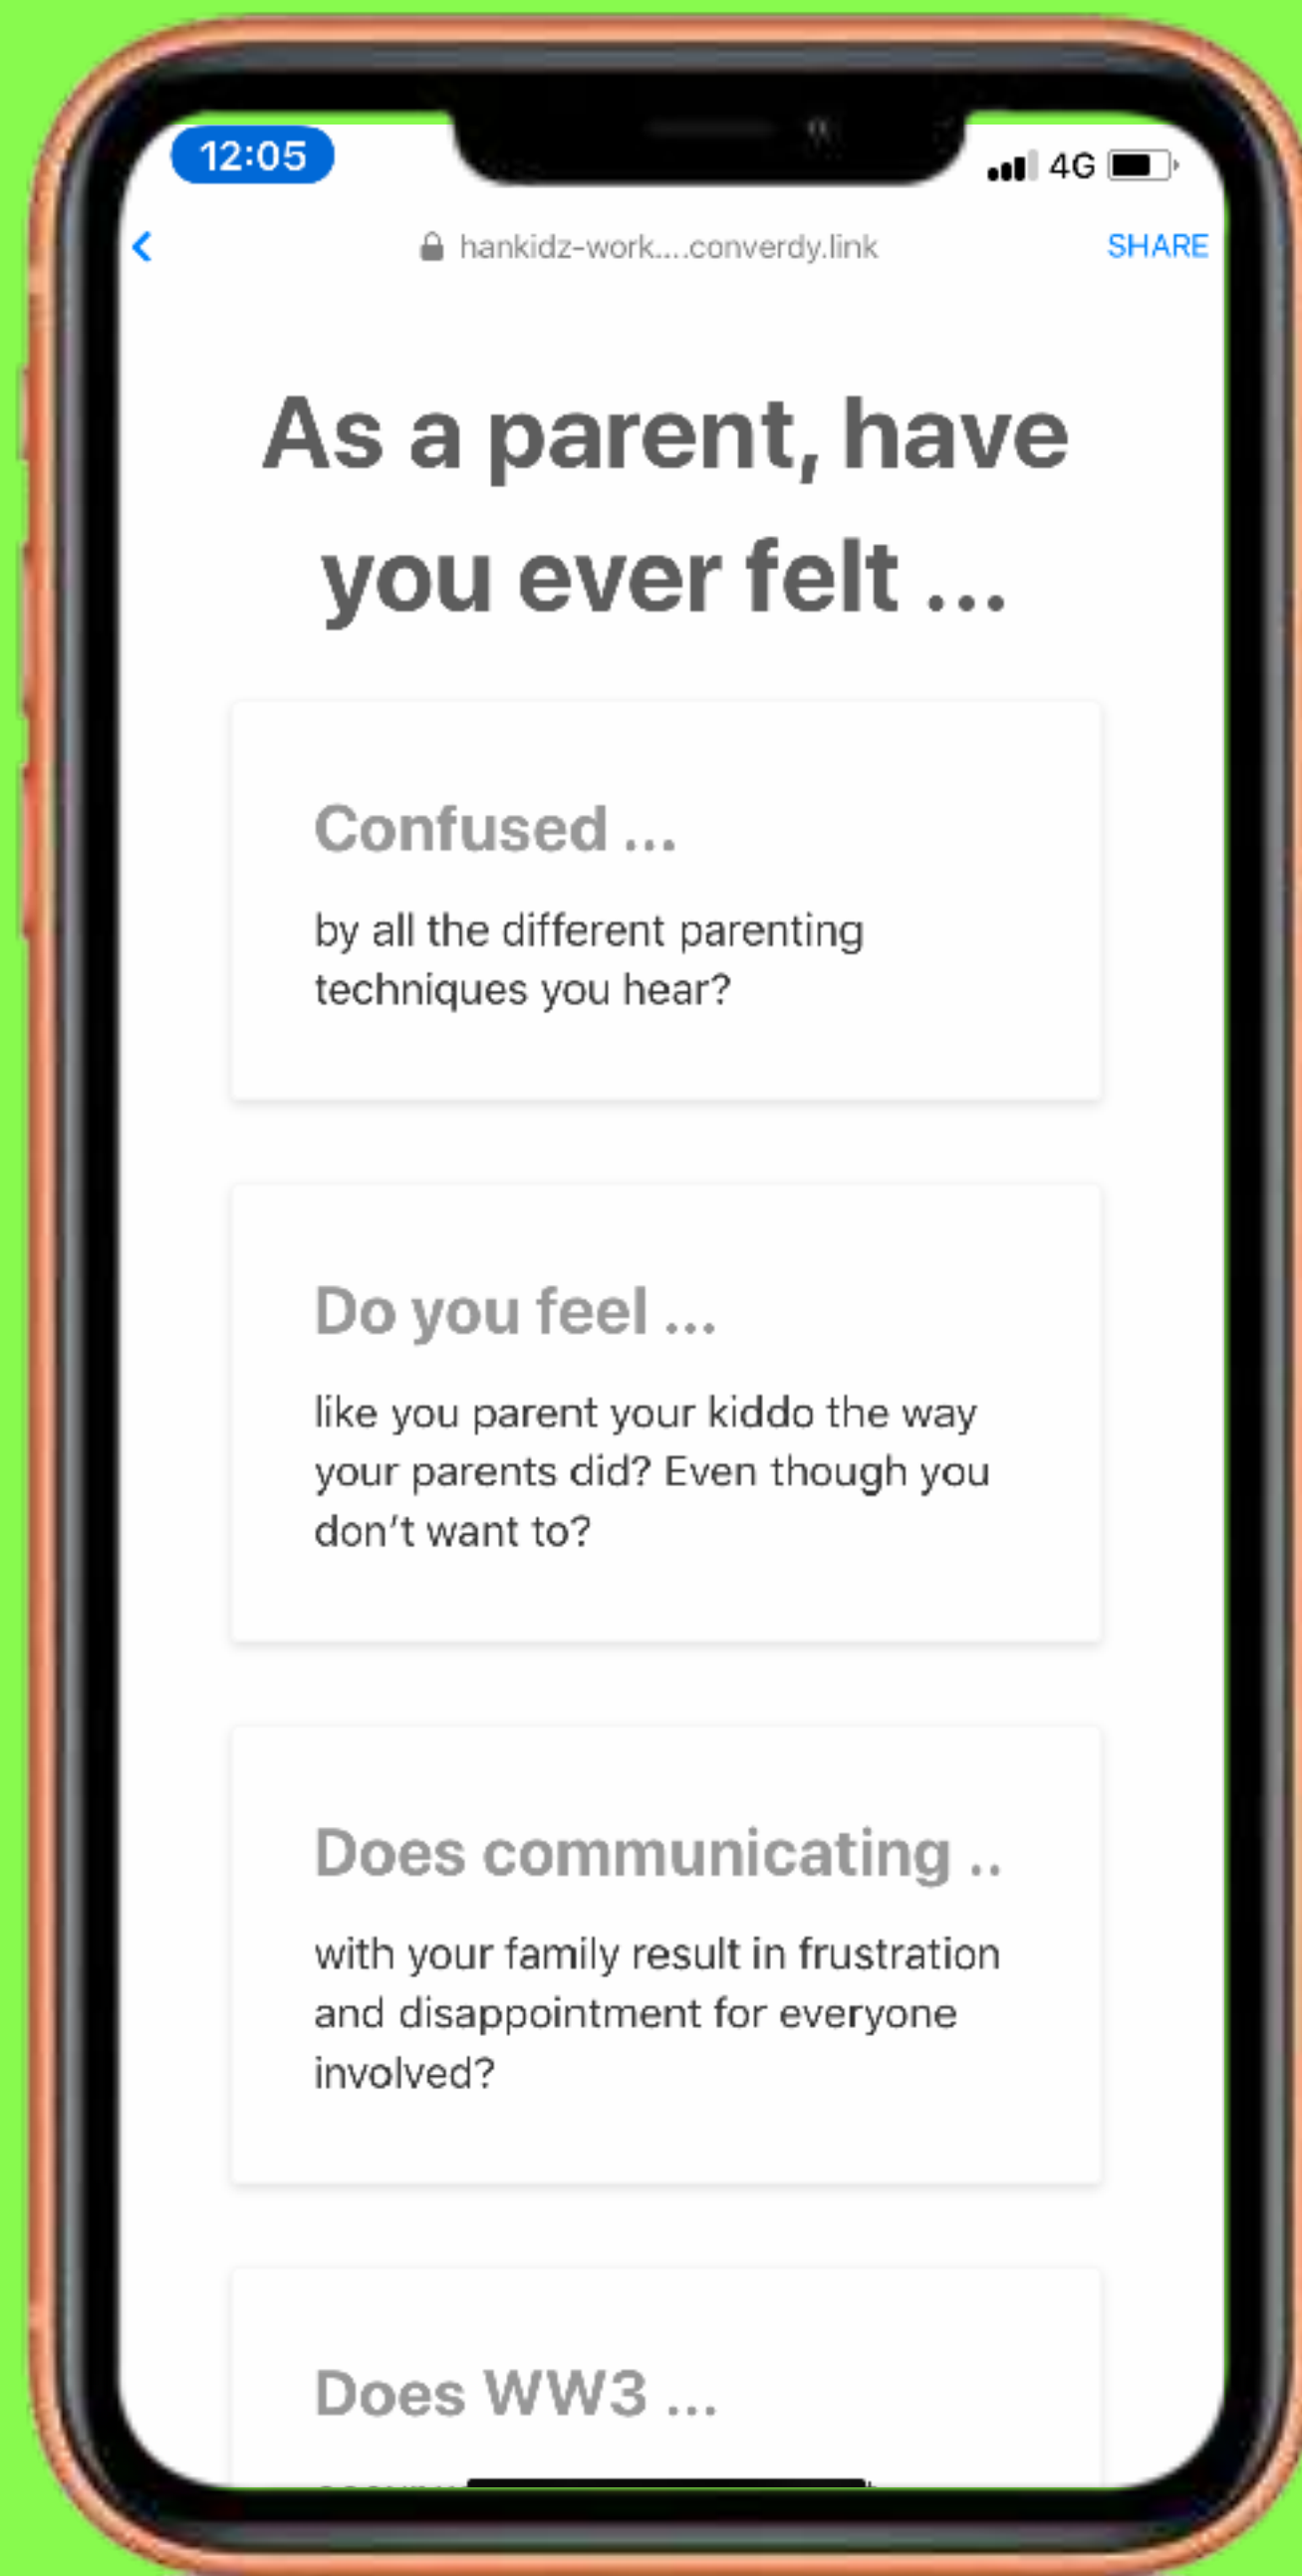 12:05
4G
hankidz-work....converdy.link
SHARE
As a parent, have
you ever felt ...
Confused ...
by all the different parenting
techniques you hear?
Do you feel ...
like you parent your kiddo the way
your parents did? Even though you
don't want to?
Does communicating ..
with your family result in frustration
and disappointment for everyone
involved?
Does WW3 ...